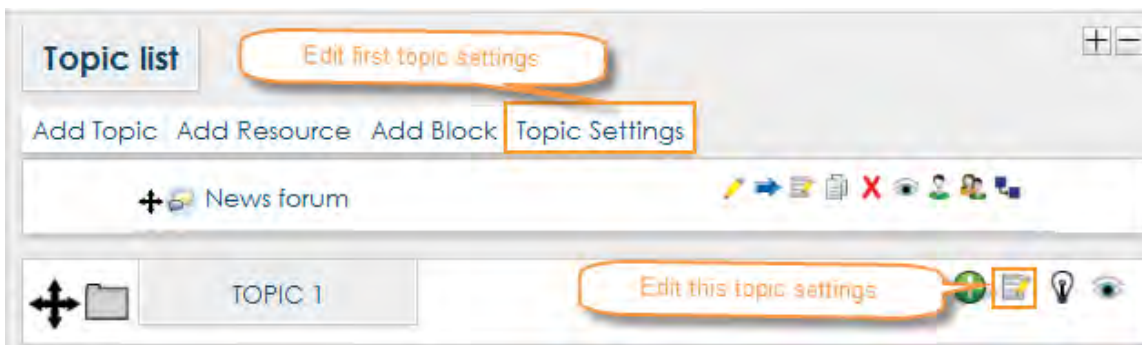 Topic list
Edit first topic settings
Add Topic Add Resource Add Block Topic Settings
News forum
TOPIC 1
Edit this topic settings